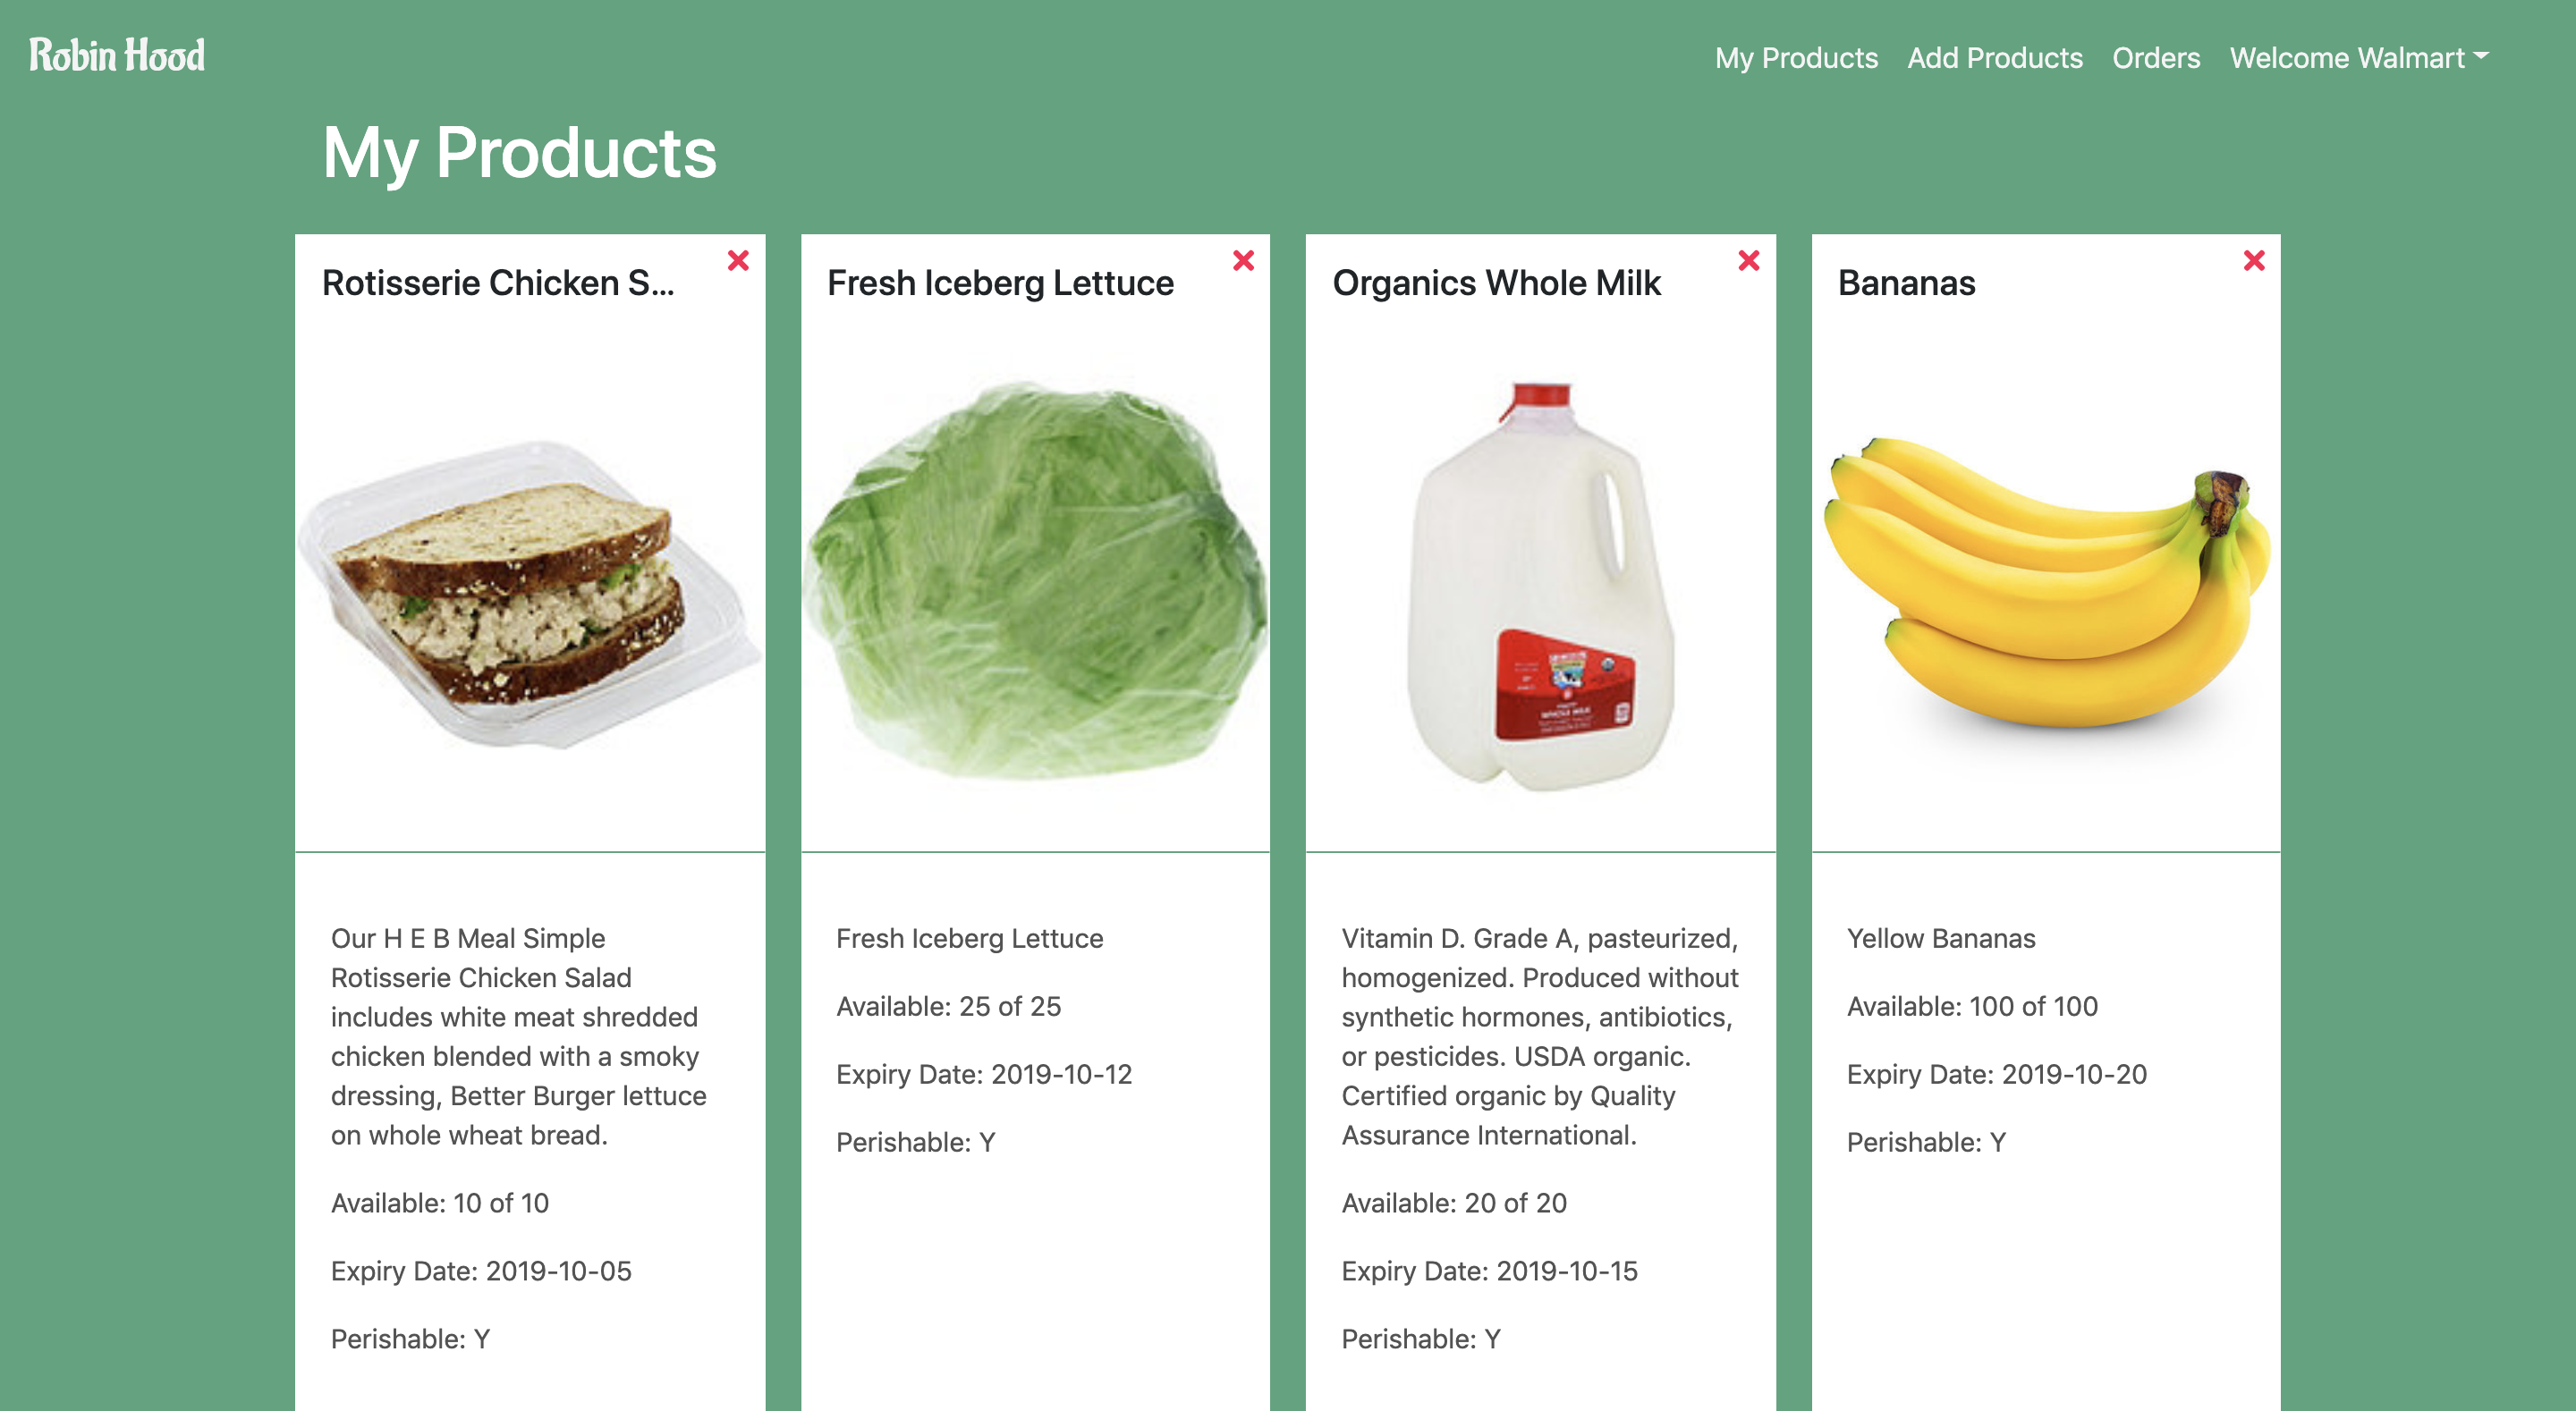 Robin Hood
My Products Add Products Orders Welcome Walmart
My Products
Rotisserie Chicken S...
Our H E B Meal Simple
Rotisserie Chicken Salad
includes white meat shredded
chicken blended with a smoky
dressing, Better Burger lettuce
on whole wheat bread.
Available: 10 of 10
Expiry Date: 2019-10-05
Perishable: Y
Fresh Iceberg Lettuce
Fresh Iceberg Lettuce
Available: 25 of 25
Expiry Date: 2019-10-12
Perishable: Y
Organics Whole Milk
WHOLE MILK
Vitamin D. Grade A, pasteurized,
homogenized. Produced without
synthetic hormones, antibiotics,
or pesticides. USDA organic.
Certified organic by Quality
Assurance International.
Available: 20 of 20
Expiry Date: 2019-10-15
Perishable: Y
Bananas
Yellow Bananas
Available: 100 of 100
Expiry Date: 2019-10-20
Perishable: Y